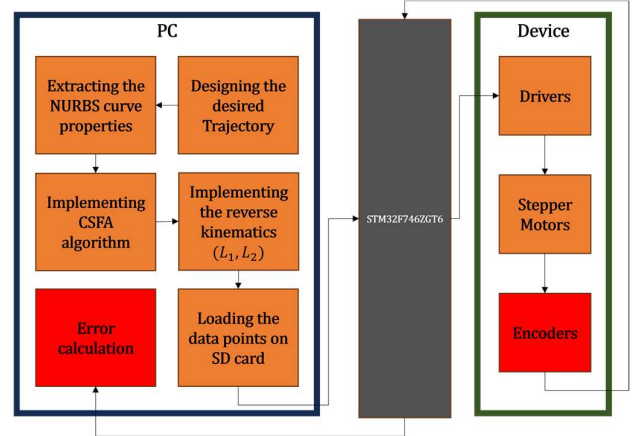 PC
Extracting the
NURBS curve
properties
Designing the
desired
Trajectory
Implementing
CSFA
algorithm
Implementing
the reverse
kinematics
(L₁, L₂)
Error
calculation
Loading the
data points on
SD card
STM32F746ZGT6
Device
Drivers
Stepper
Motors
Encoders